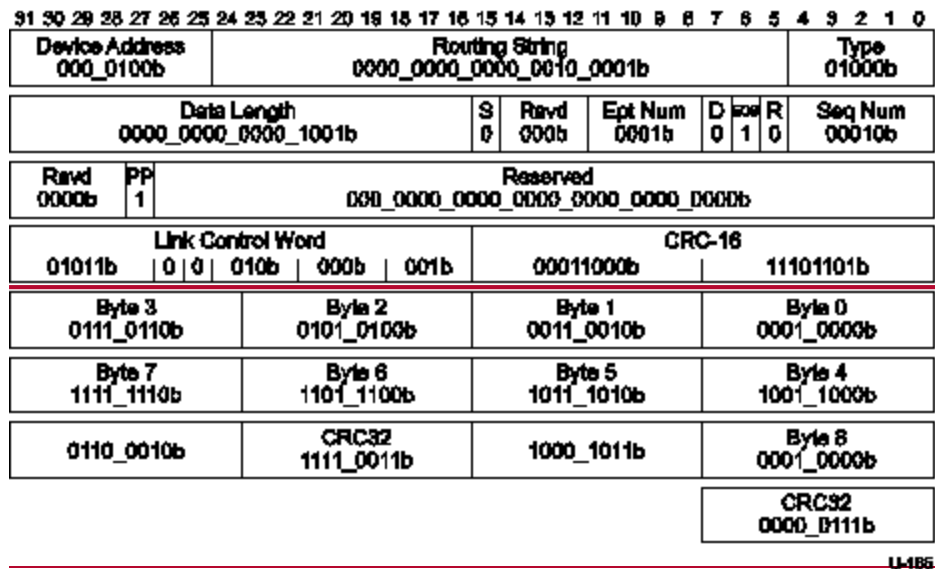 31 30 29 28 27 26 25 24 23 22 21 20 19 18 17 16 15 14 13 12 11 10 9 8 7 6 5 4 3 2 1 0
Device Address Routing String Type
000_0100b 0000_0000_0000_0010_0001b 01000b
Data Length S Rsvd Ept Num D EOB R Seq Num
0000_0000_0000_1001b 0 000b 0001b 0 1 0 00010b
Rsvd PP Reserved
0000b 1 000_0000_0000_0000_0000_0000_0000b
Link Control Word CRC-16
01011b 0 0 010b 000b 001b 00011000b 11101101b
Byte 3 Byte 2 Byte 1 Byte 0
0111_0110b 0101_0100b 0011_0010b 0001_0000b
Byte 7 Byte 6 Byte 5 Byte 4
1111_1110b 1101_1100b 1011_1010b 1001_1000b
CRC32 Byte 8
0110_0010b 1111_0011b 1000_1011b 0001_0000b
CRC32
0000_0111b
U-185